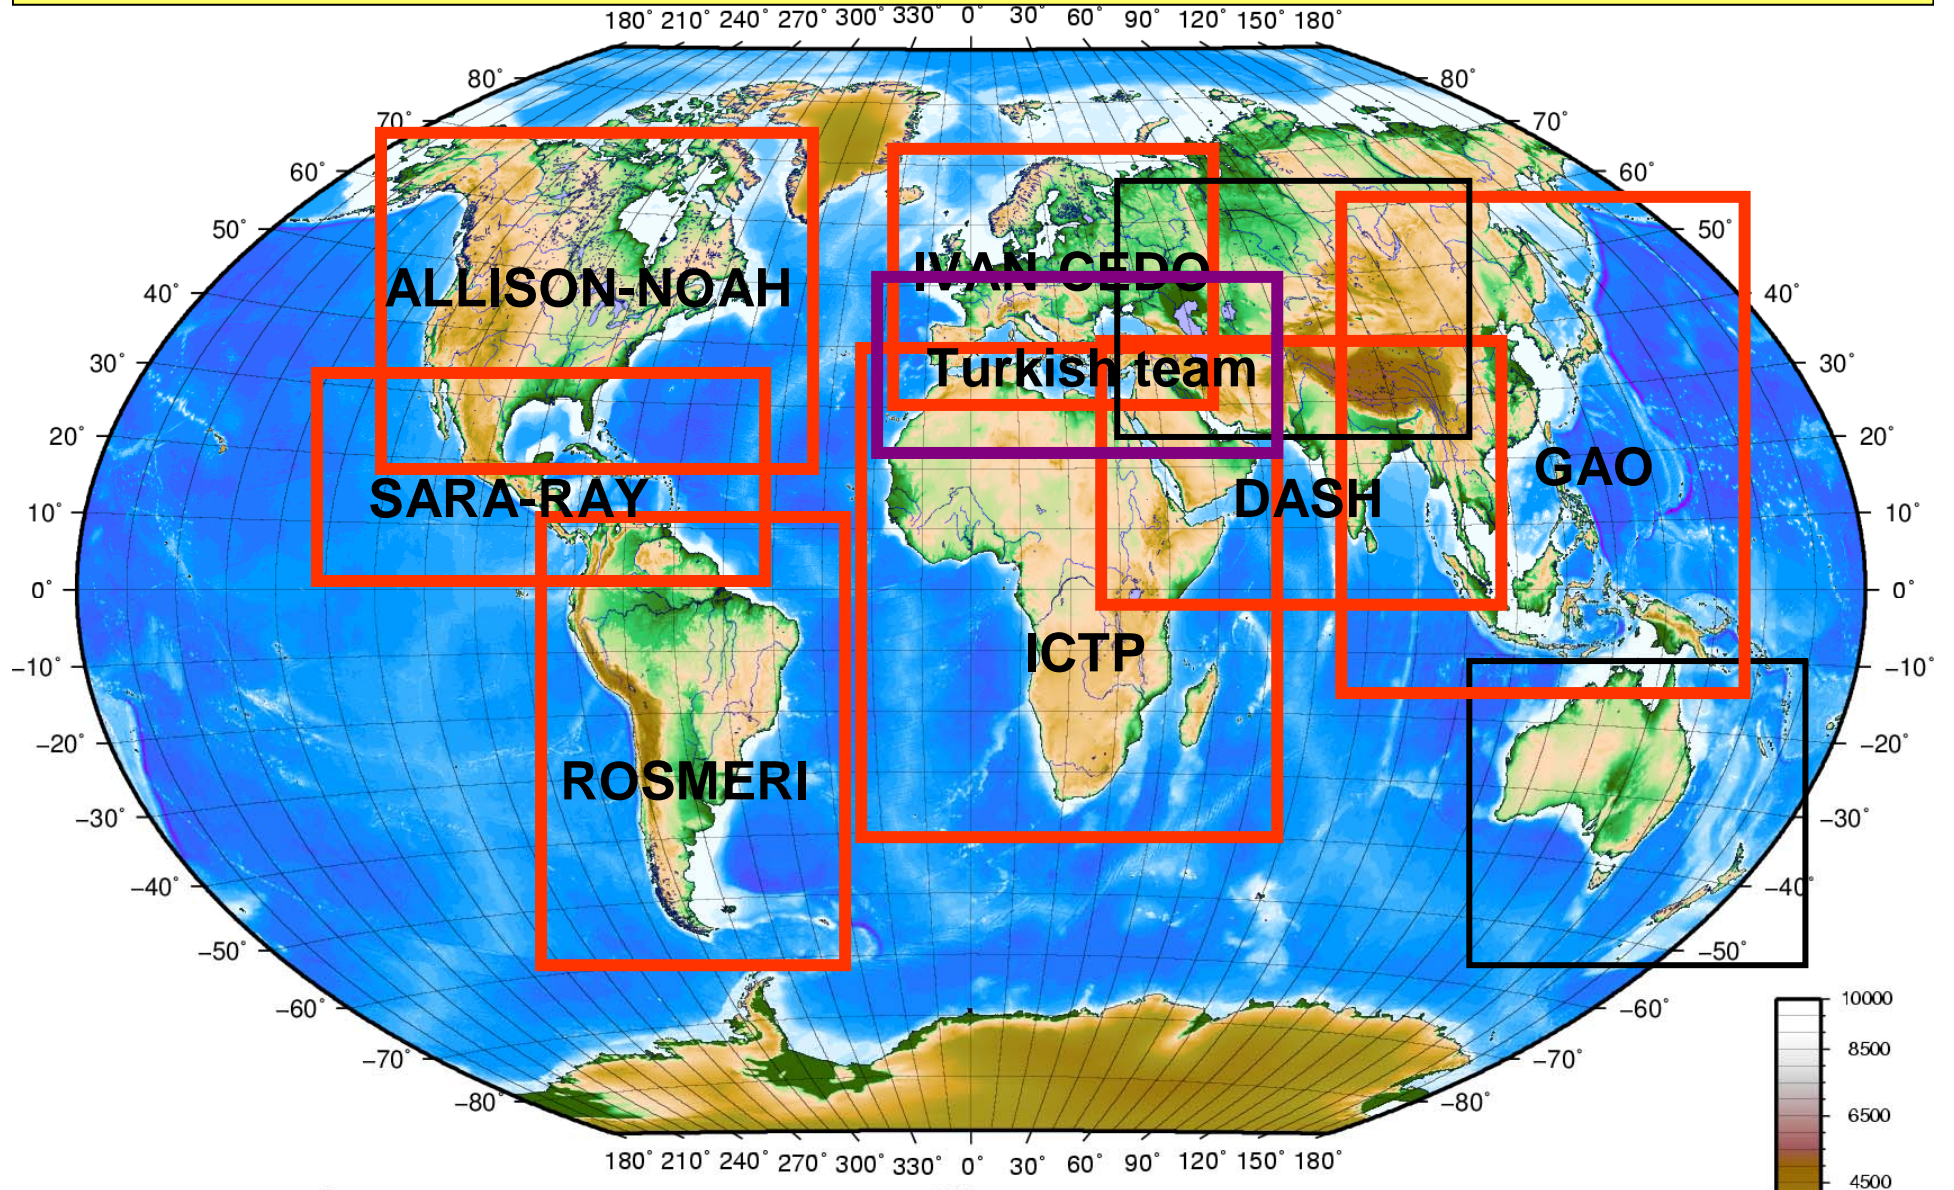 180° 210° 240° 270° 300° 330° 0° 30° 60° 90° 120° 150° 180°
80° 80°
70° 70°
60° 60°
50° 50°
IVAN-CEDO
ALLISON-NOAH
40° 40°
30° Turkish team 30°
20° 20°
GAO
SARA-RAY DASH
10° 10°
0° 0°
ICTP
−10° −10°
−20° −20°
ROSMERI
−30° −30°
−40° −40°
−50° −50°
−60° −60°
10000
8500
−70° −70°
−80° −80°
6500
180° 210° 240° 270° 300° 330° 0° 30° 60° 90° 120° 150° 180°
4500